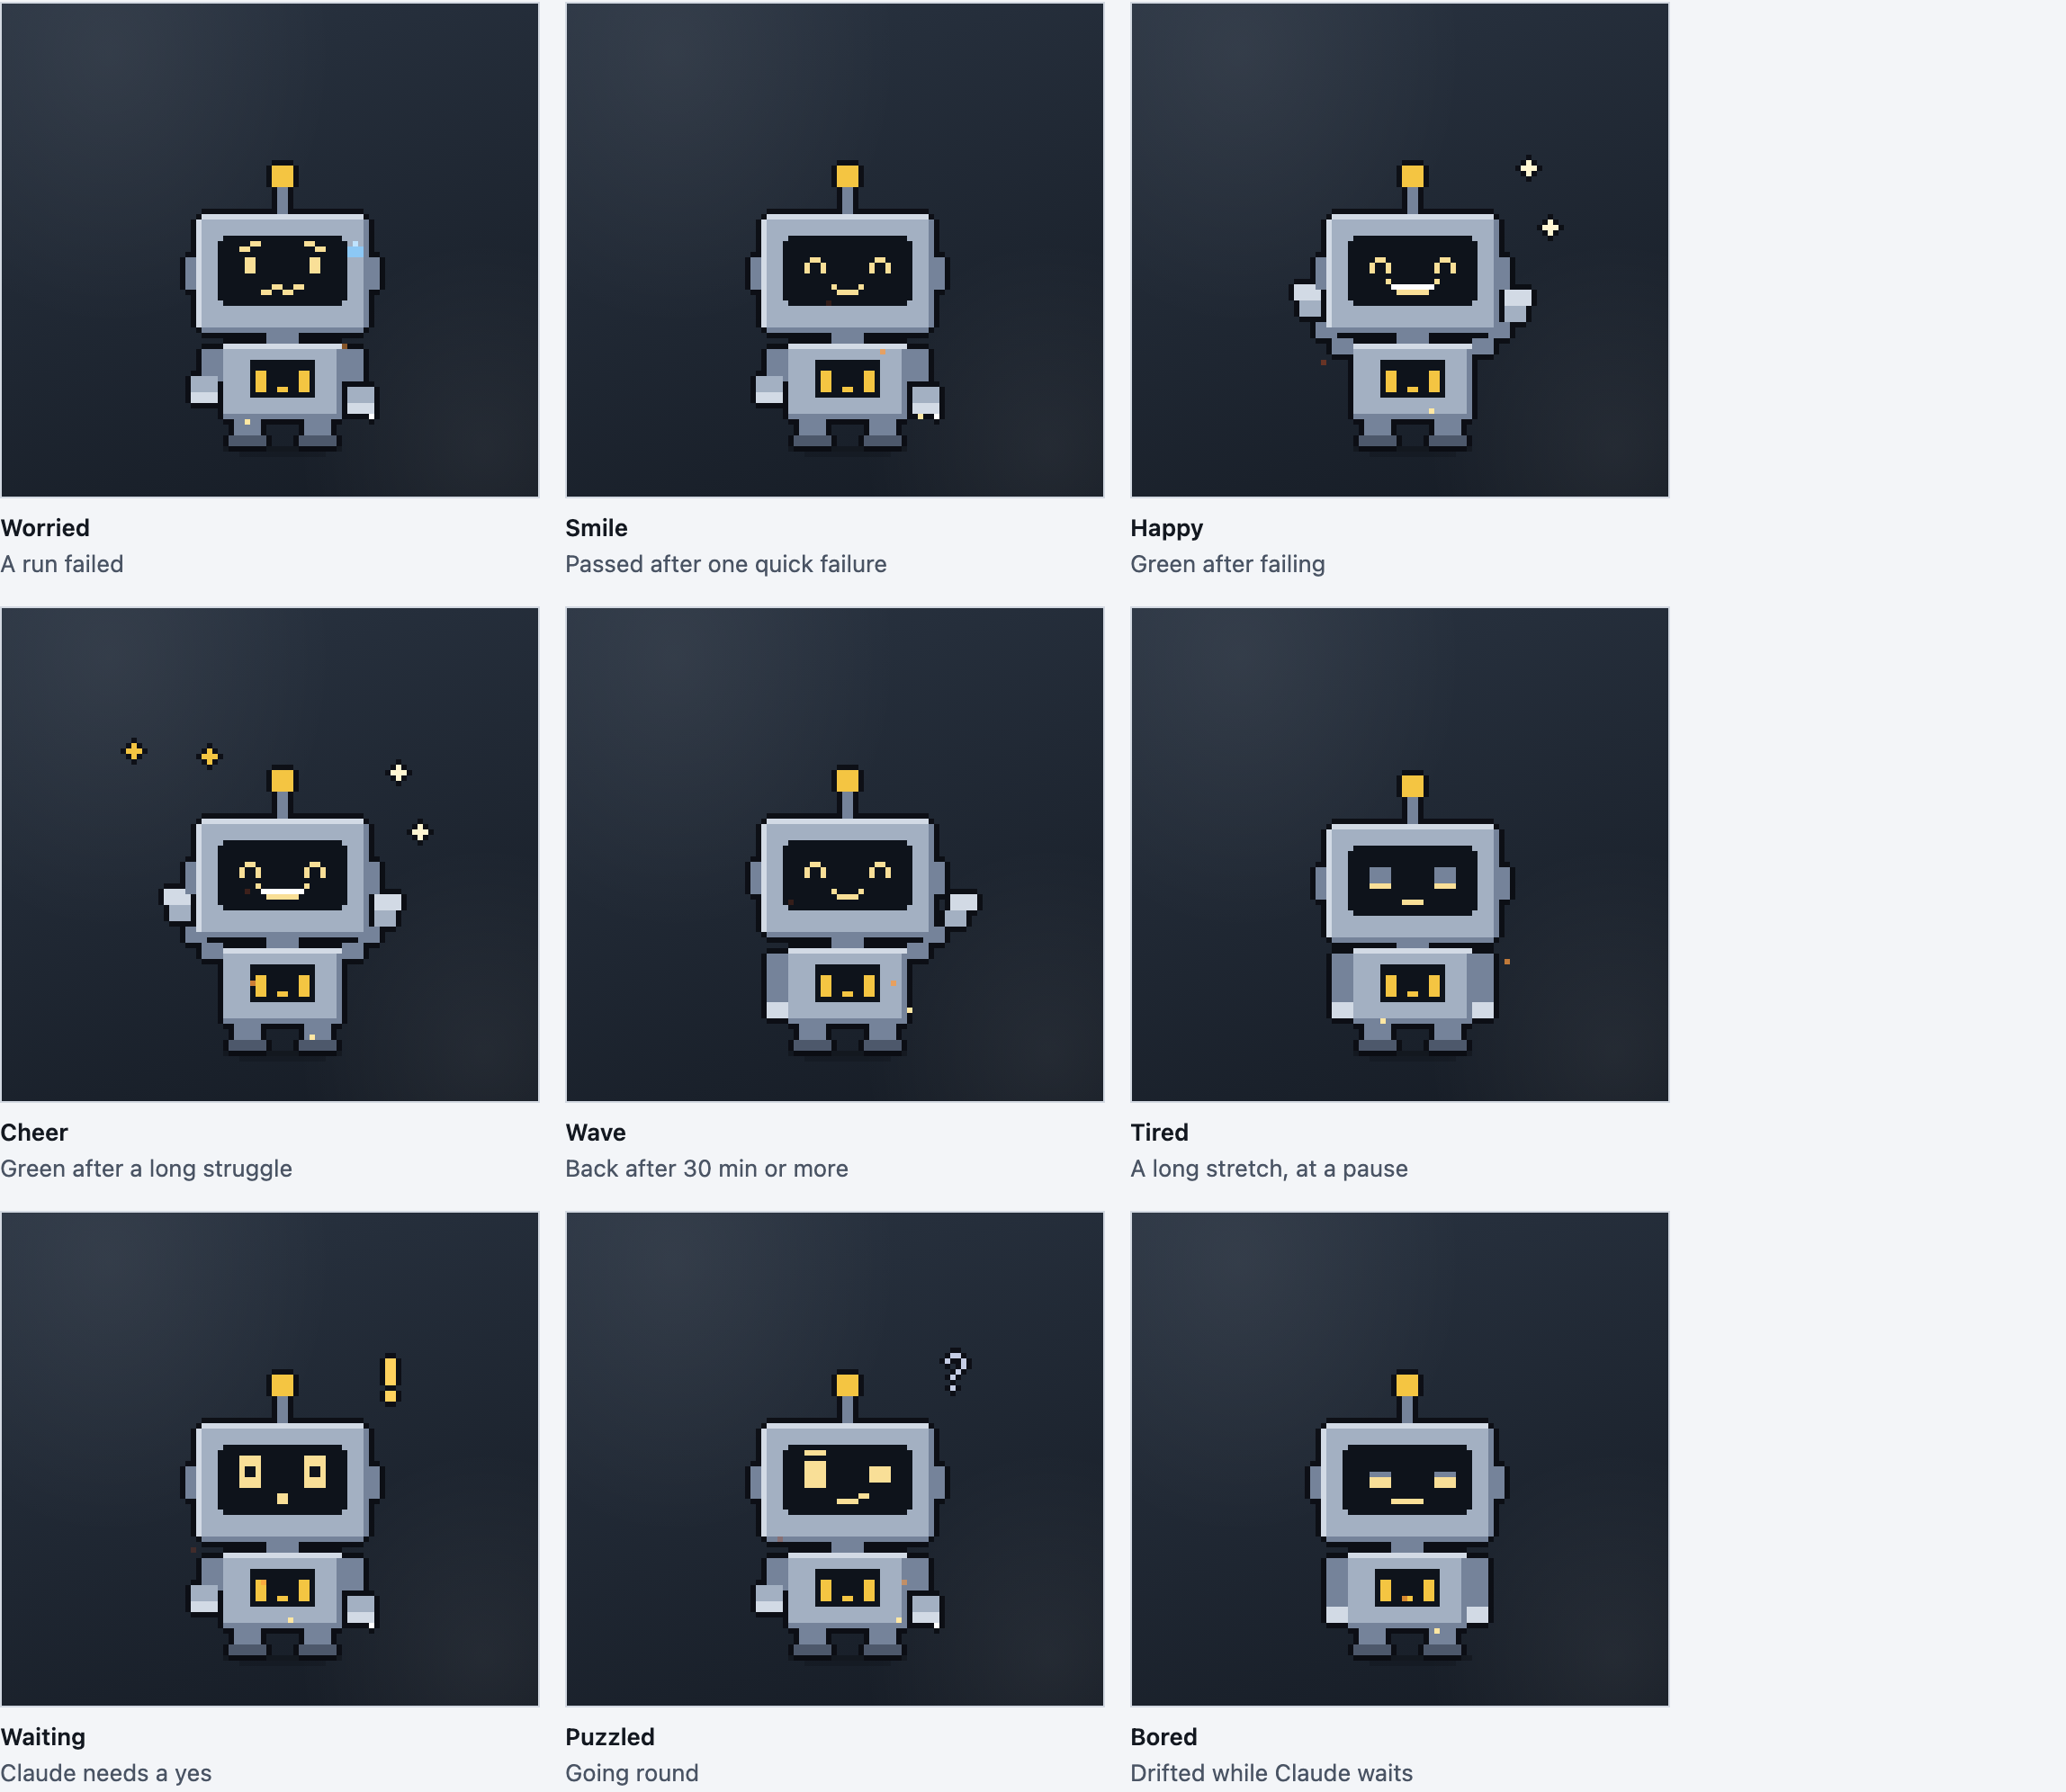 Worried
A run failed
Smile
Passed after one quick failure
Happy
Green after failing
!
?
Cheer
Green after a long struggle
Wave
Back after 30 min or more
Tired
A long stretch, at a pause
Waiting
Claude needs a yes
Puzzled
Going round
Bored
Drifted while Claude waits